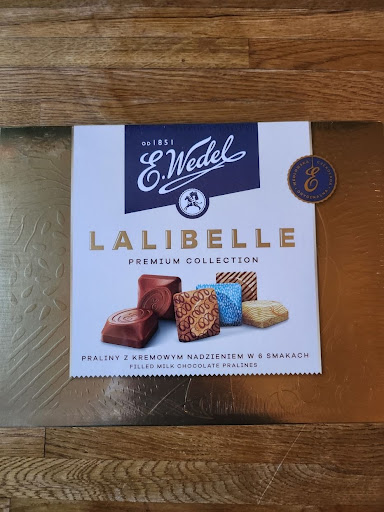 OD 1851
E. Wedel
E
LALIBELLE
PREMIUM COLLECTION
PRALINY Z KREMOWYM NADZIENIEM W 6 SMAKACH
FILLED MILK CHOCOLATE PRALINES